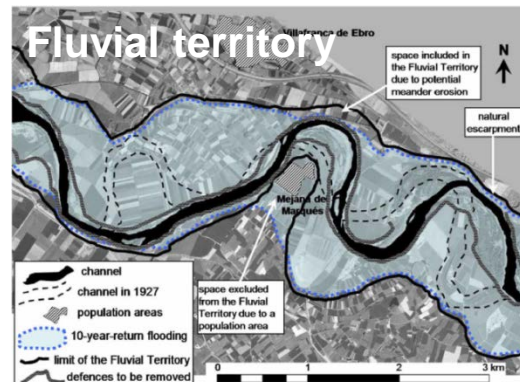 Fluvial territory
Villafranca de Ebro
space included in
the Fluvial Territory
due to potential
meander erosion
N
natural
escarpment
Mejana de
Marqués
space excluded
from the Fluvial
Territory due to a
population area
channel
channel in 1927
population areas
10-year-return flooding
limit of the Fluvial Territory
defences to be removed
0 1 2 3 km